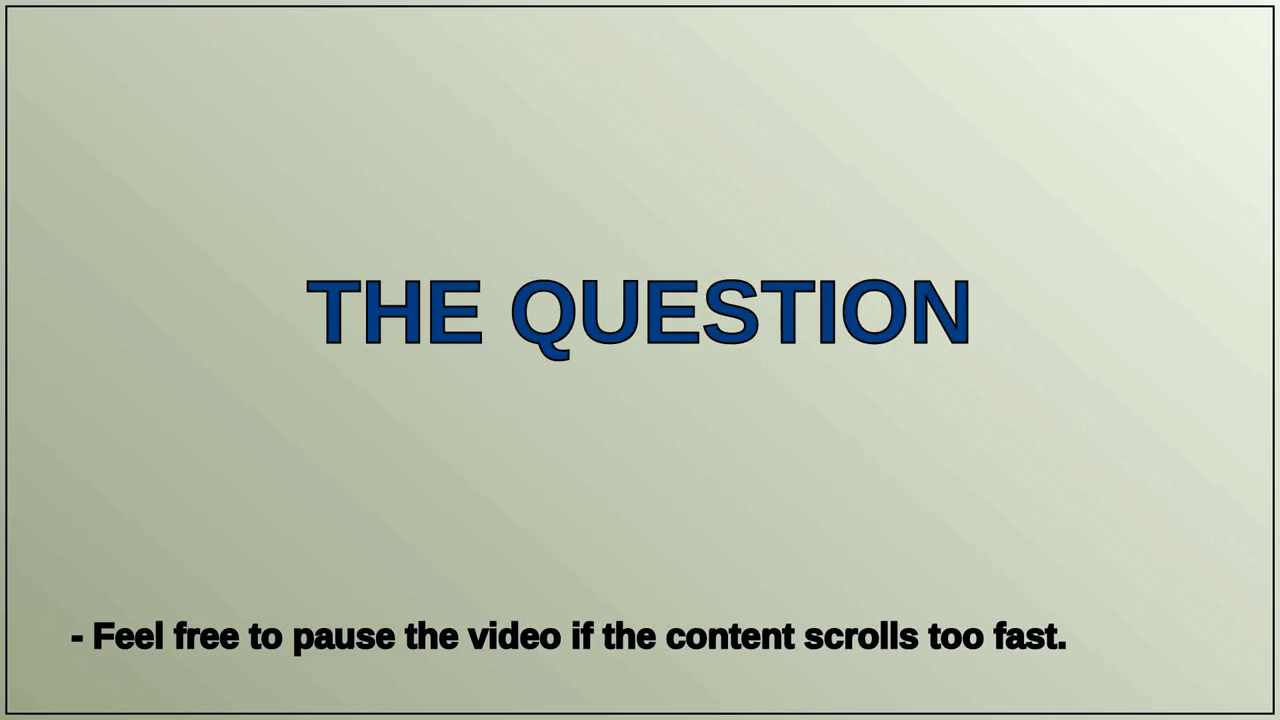 THE QUESTION
- Feel free to pause the video if the content scrolls too fast.